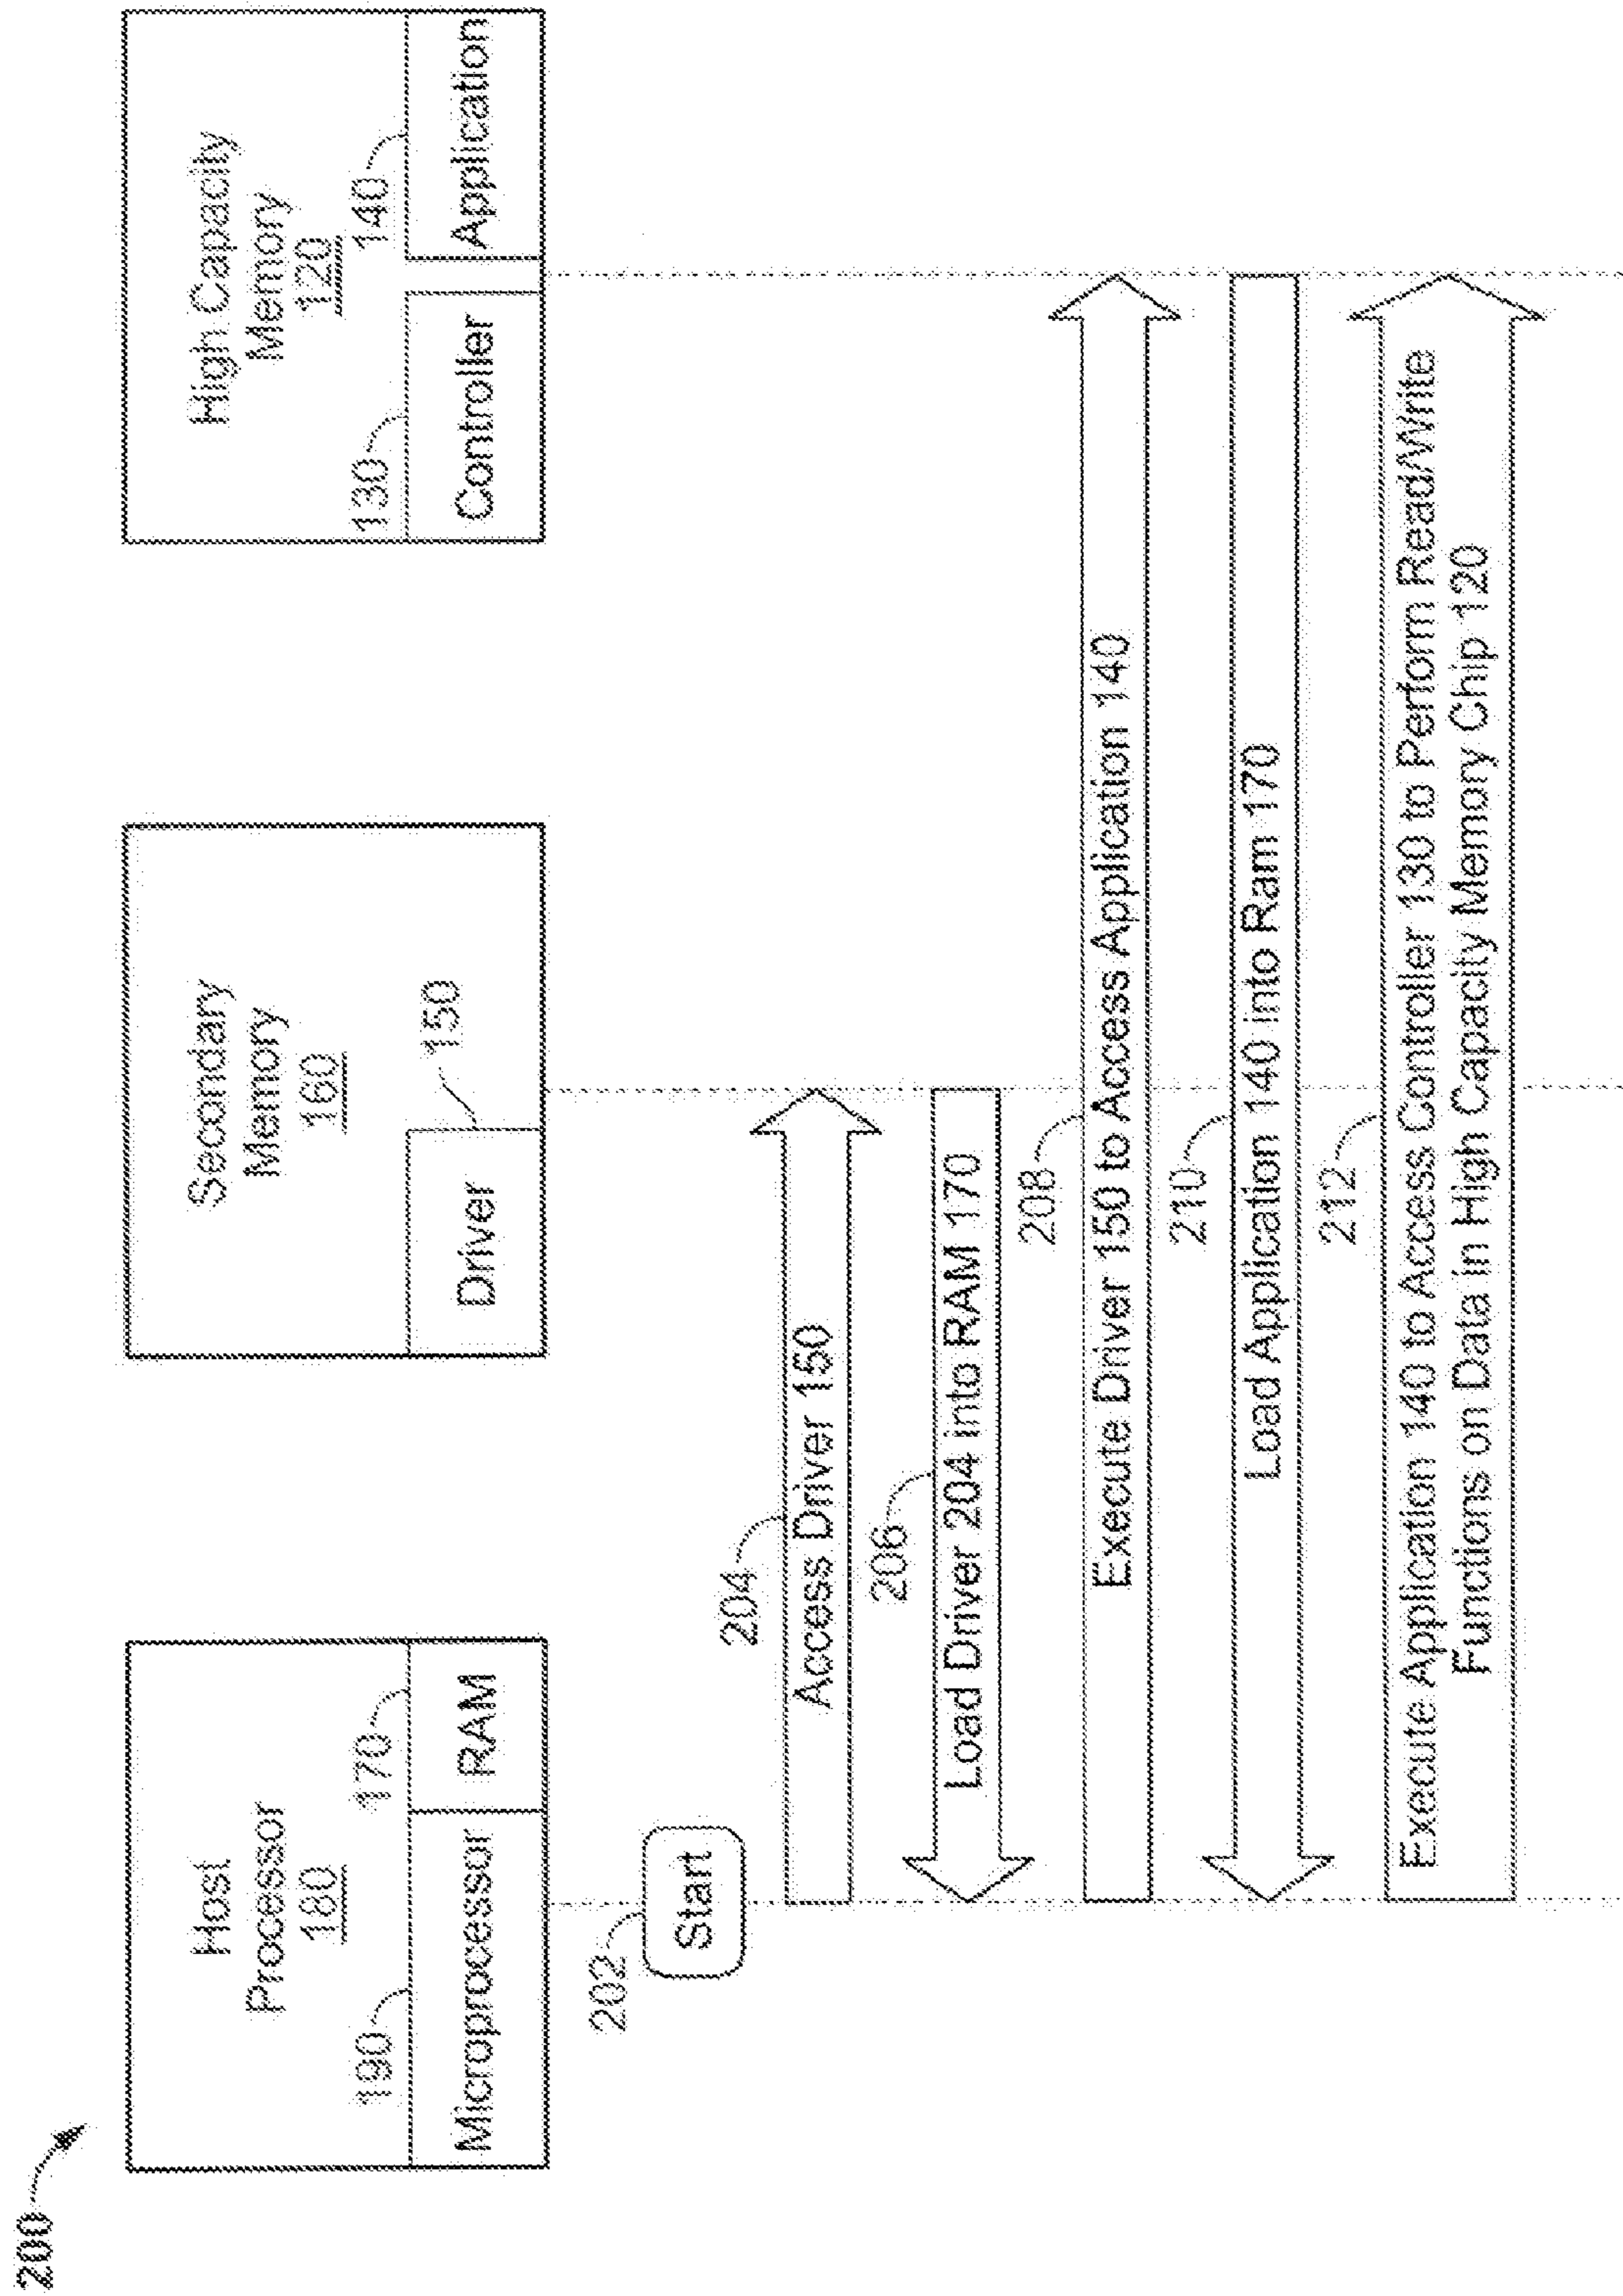 200
Host
Processor
180
190
170
Microprocessor
RAM
Secondary
Memory
160
150
Driver
High Capacity
Memory
120
130
140
Controller
Application
202
Start
204
Access Driver 150
206
Load Driver 204 into RAM 170
208
Execute Driver 150 to Access Application 140
210
Load Application 140 into Ram 170
212
Execute Application 140 to Access Controller 130 to Perform Read/Write
Functions on Data in High Capacity Memory Chip 120